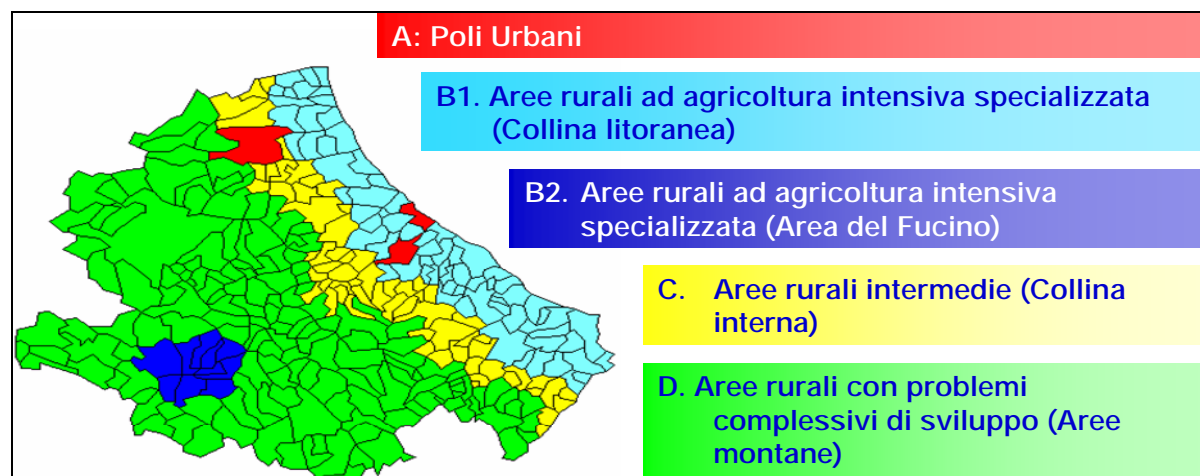 A: Poli Urbani
B1. Aree rurali ad agricoltura intensiva specializzata
(Collina litoranea)
B2. Aree rurali ad agricoltura intensiva
specializzata (Area del Fucino)
C. Aree rurali intermedie (Collina
interna)
D. Aree rurali con problemi
complessivi di sviluppo (Aree
montane)